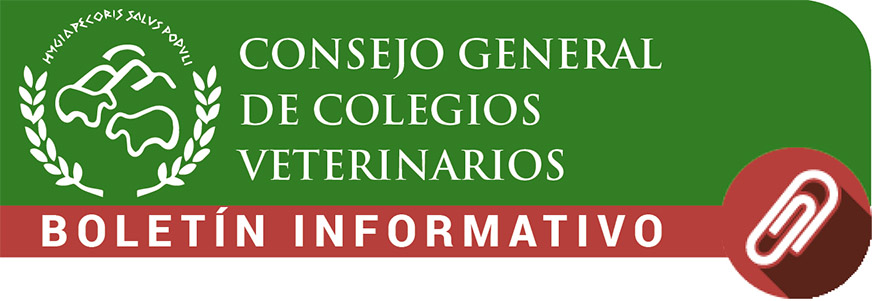 HYGIA PECORIS SALVS POPVLI
CONSEJO GENERAL
DE COLEGIOS
VETERINARIOS
BOLETÍN INFORMATIVO